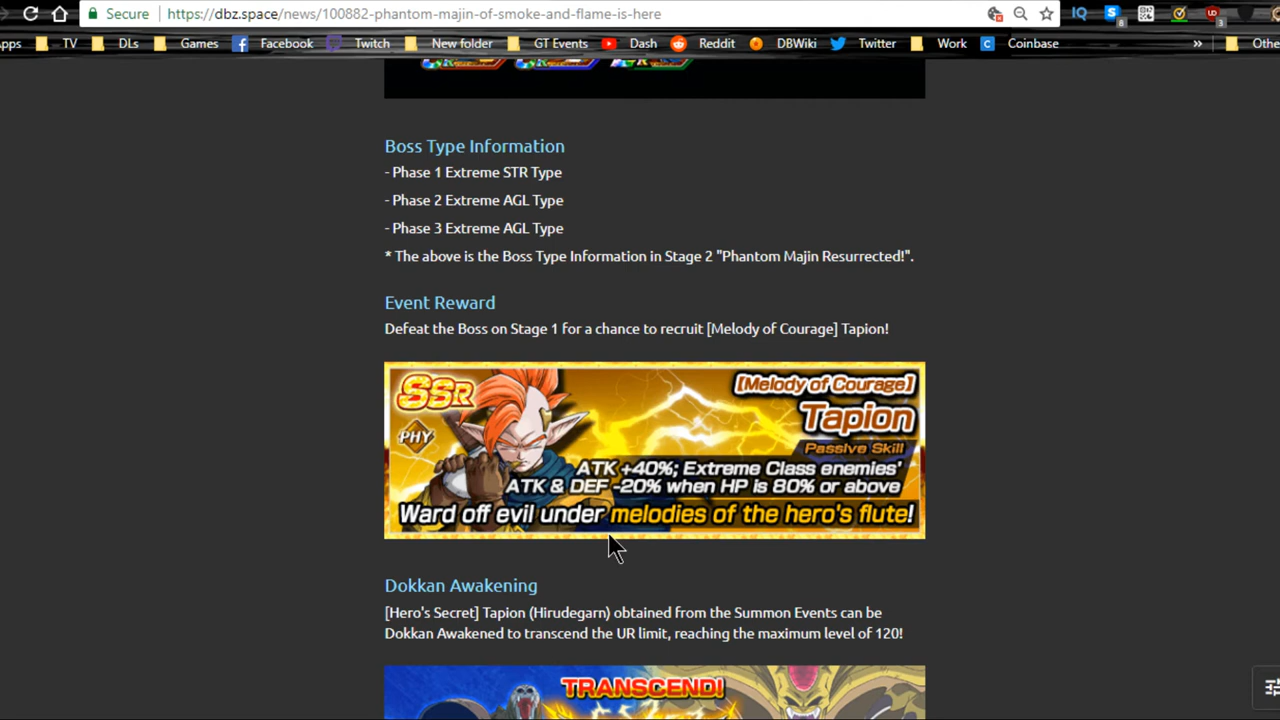 Secure https://dbz.space/news/100882-phantom-majin-of-smoke-and-flame-is-here IQ 8 UD 3
Apps TV DLs Games Facebook Twitch New folder GT Events Dash Reddit DBWiki Twitter Work Coinbase » Othe
Boss Type Information
- Phase 1 Extreme STR Type
- Phase 2 Extreme AGL Type
- Phase 3 Extreme AGL Type
* The above is the Boss Type Information in Stage 2 "Phantom Majin Resurrected!".
Event Reward
Defeat the Boss on Stage 1 for a chance to recruit [Melody of Courage] Tapion!
SSR
[Melody of Courage]
Tapion
PHY
Passive Skill
ATK +40%; Extreme Class enemies'
ATK & DEF -20% when HP is 80% or above
Ward off evil under melodies of the hero's flute!
Dokkan Awakening
[Hero's Secret] Tapion (Hirudegarn) obtained from the Summon Events can be
Dokkan Awakened to transcend the UR limit, reaching the maximum level of 120!
TRANSCEND!